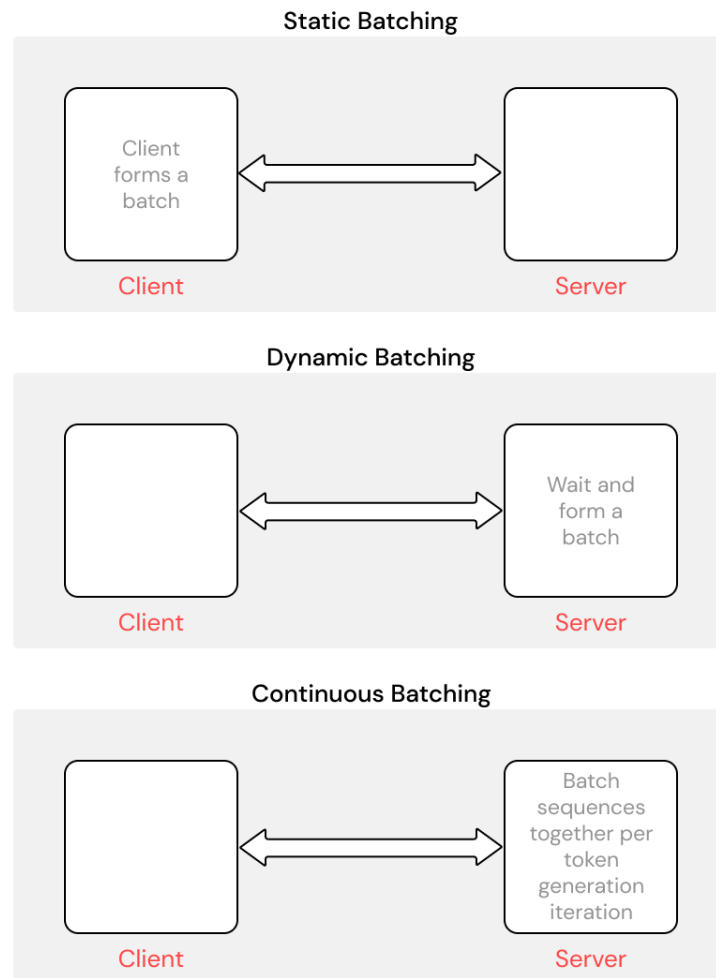 Static Batching
Client
forms a
batch
Client
Server
Dynamic Batching
Wait and
form a
batch
Client
Server
Continuous Batching
Batch
sequences
together per
token
generation
iteration
Client
Server